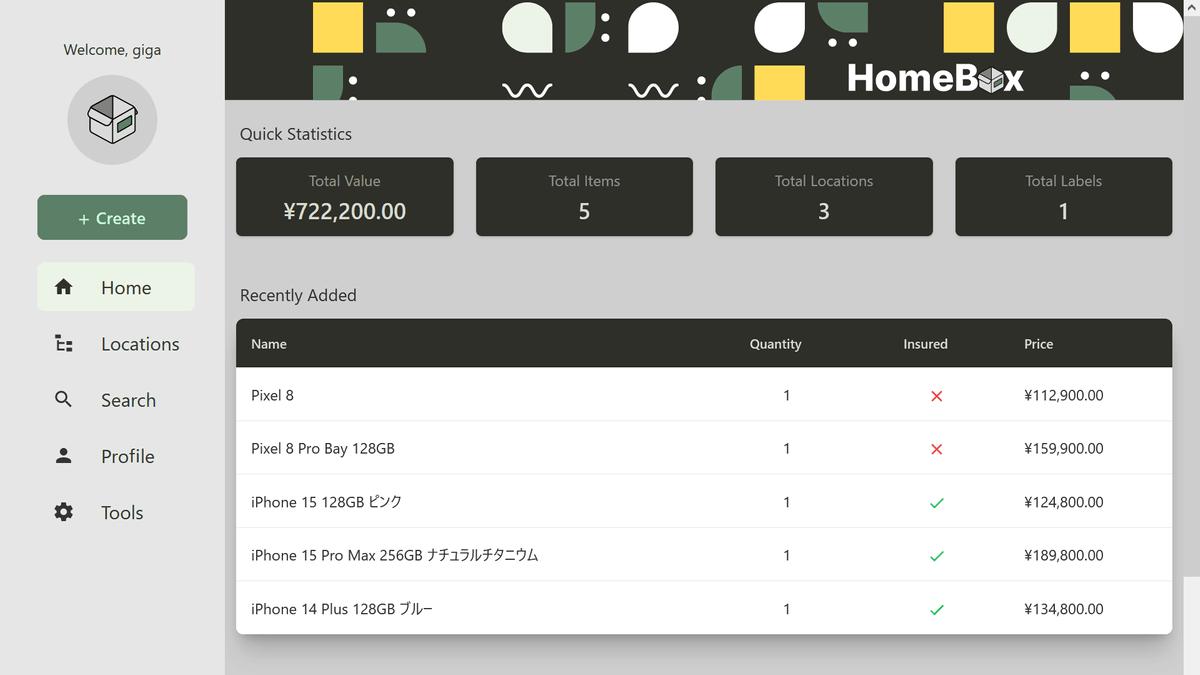 Welcome, giga
+ Create
Home
Locations
Search
Profile
Tools
HomeBox
Quick Statistics
Total Value
¥722,200.00
Total Items
5
Total Locations
3
Total Labels
1
Recently Added
Name Quantity Insured Price
Pixel 8 1 ¥112,900.00
Pixel 8 Pro Bay 128GB 1 ¥159,900.00
iPhone 15 128GB ピンク 1 ¥124,800.00
iPhone 15 Pro Max 256GB ナチュラルチタニウム 1 ¥189,800.00
iPhone 14 Plus 128GB ブルー 1 ¥134,800.00